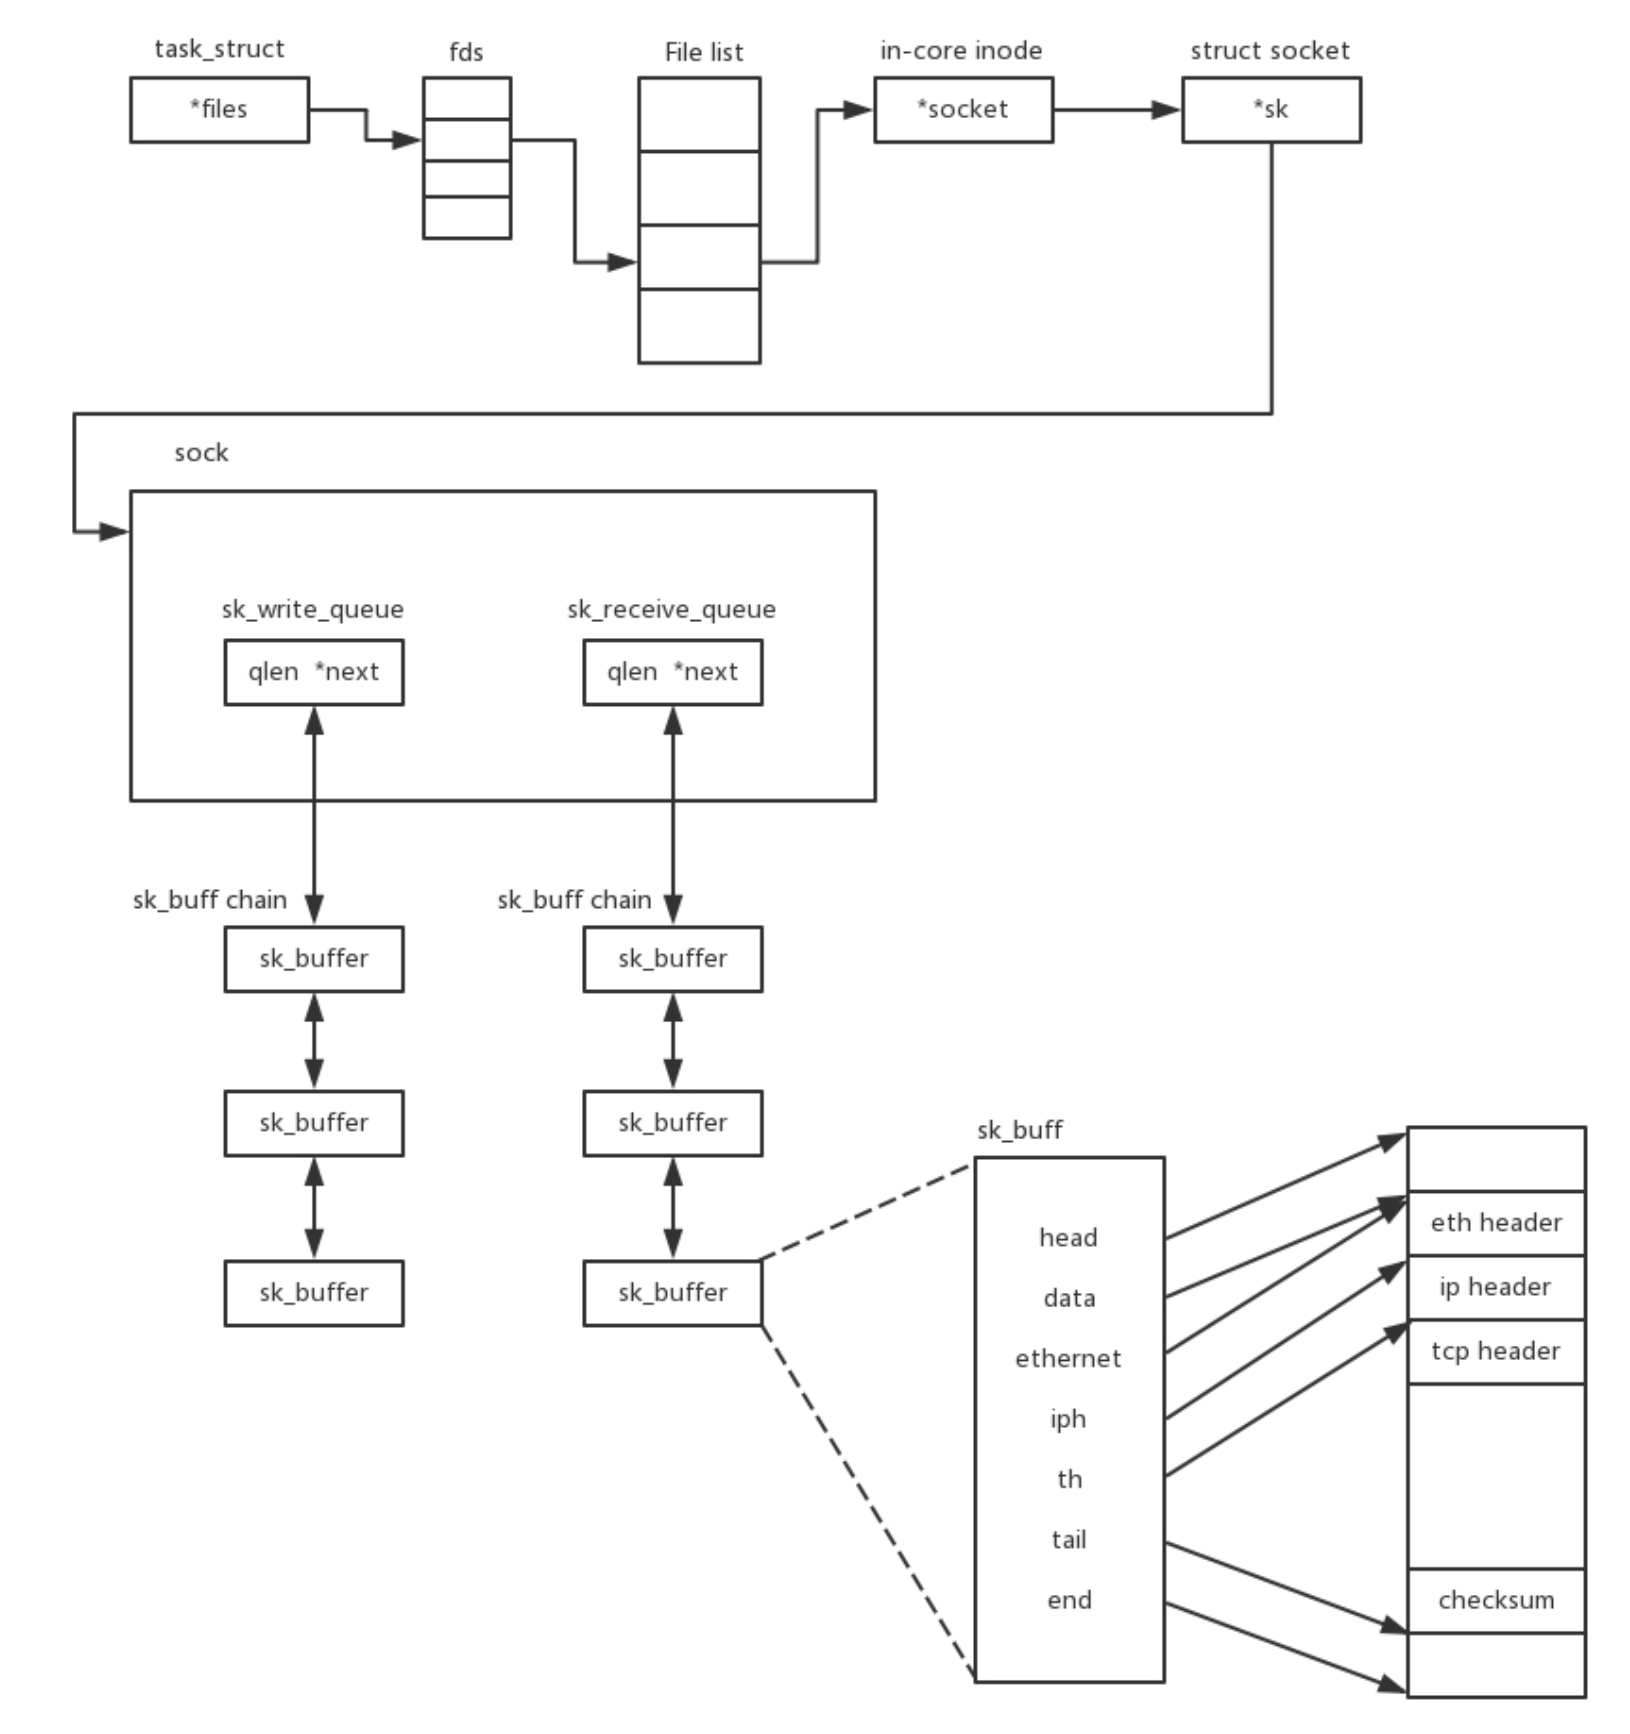 task_struct
fds
File list
in-core inode
struct socket
*files
*socket
*sk
sock
sk_write_queue
sk_receive_queue
qlen *next
qlen *next
sk_buff chain
sk_buff chain
sk_buffer
sk_buffer
sk_buffer
sk_buffer
sk_buffer
sk_buffer
sk_buff
head
data
ethernet
iph
th
tail
end
eth header
ip header
tcp header
checksum